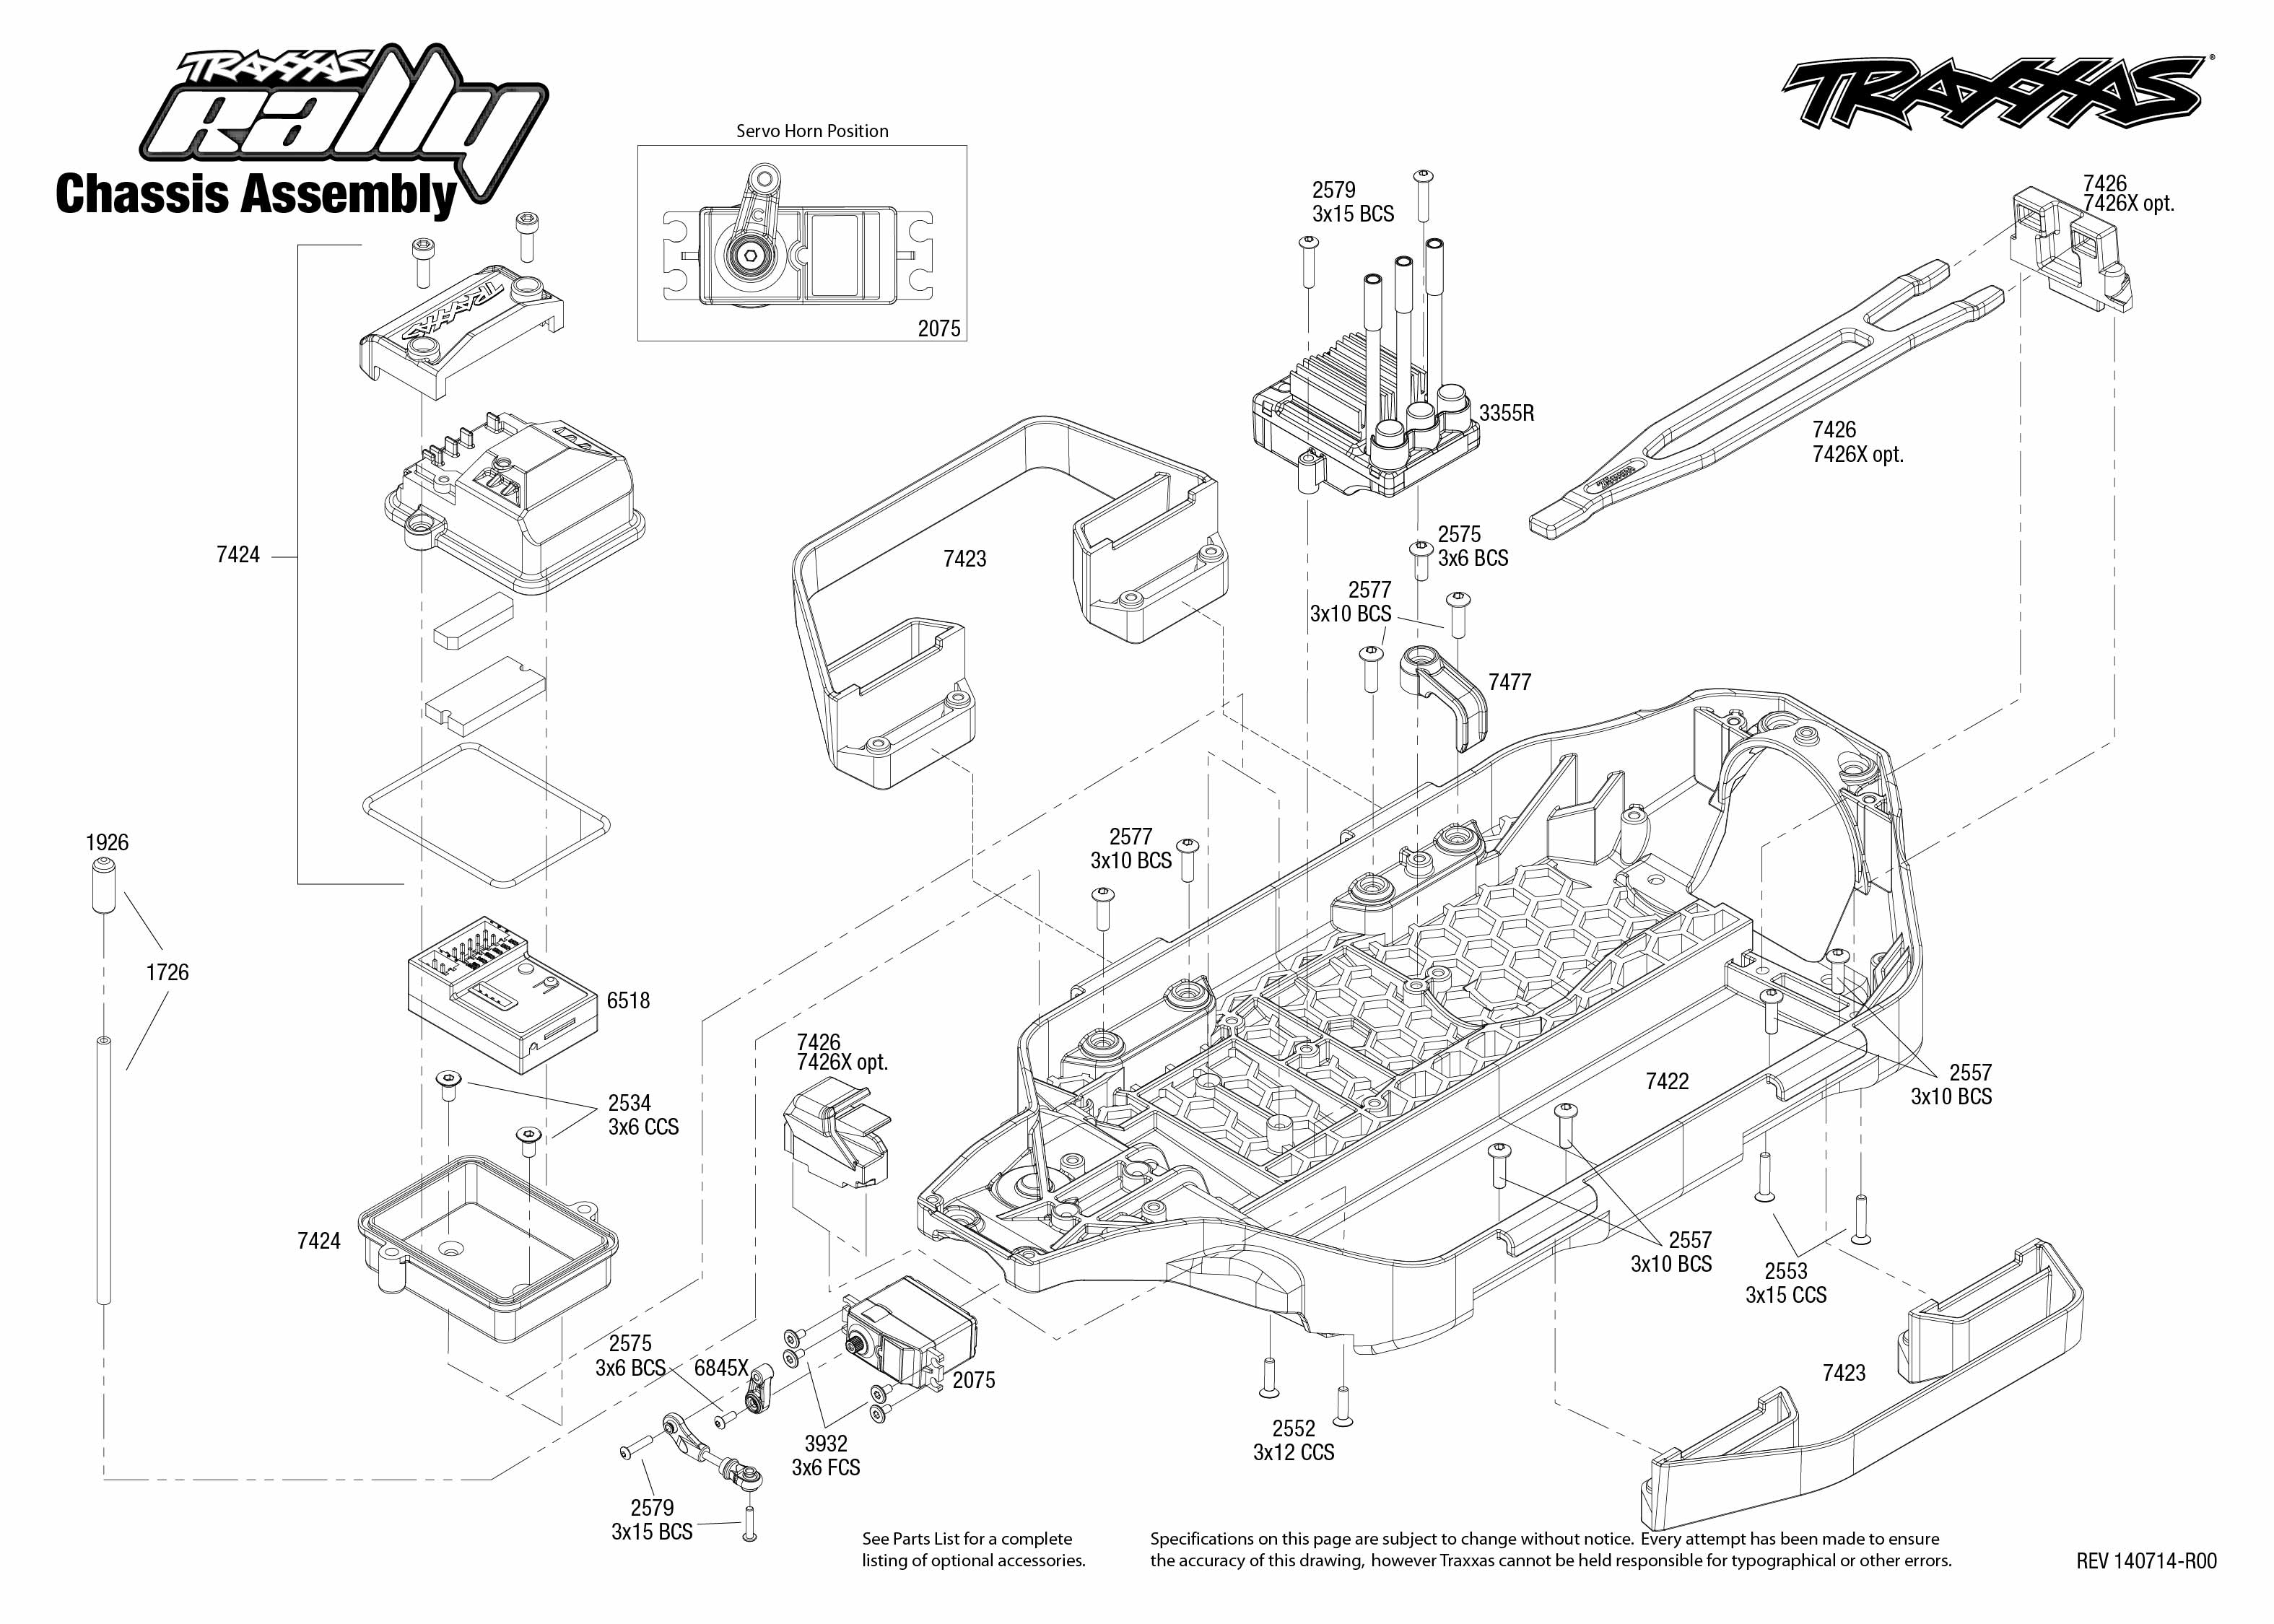 TRAXXAS
Rally
Chassis Assembly
TRAXXAS®
Servo Horn Position
C
2075
TRAXXAS
7424
1926
1726
6518
2534
3x6 CCS
7424
7423
2579
3x15 BCS
3355R
7426
7426X opt.
7426
7426X opt.
2575
3x6 BCS
2577
3x10 BCS
7477
2577
3x10 BCS
7426
7426X opt.
7422
2557
3x10 BCS
2557
3x10 BCS
2553
3x15 CCS
7423
2552
3x12 CCS
2075
2575
3x6 BCS
6845X
3932
3x6 FCS
2579
3x15 BCS
See Parts List for a complete
listing of optional accessories.
Specifications on this page are subject to change without notice. Every attempt has been made to ensure
the accuracy of this drawing, however Traxxas cannot be held responsible for typographical or other errors.
REV 140714-R00